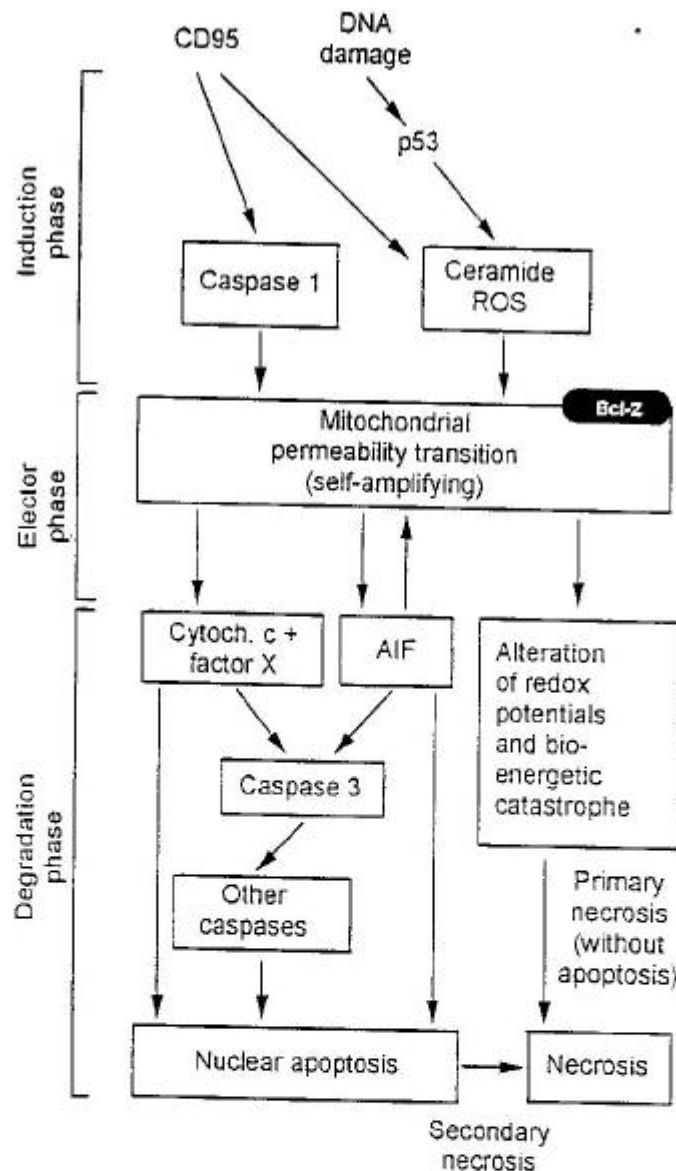 CD95
DNA
damage
p53
Induction
phase
Caspase 1
Ceramide
ROS
Bcl-Z
Mitochondrial
permeability transition
(self-amplifying)
Elector
phase
Cytoch. c +
factor X
AIF
Alteration
of redox
potentials
and bio-
energetic
catastrophe
Caspase 3
Degradation
phase
Other
caspases
Primary
necrosis
(without
apoptosis)
Nuclear apoptosis
Necrosis
Secondary
necrosis